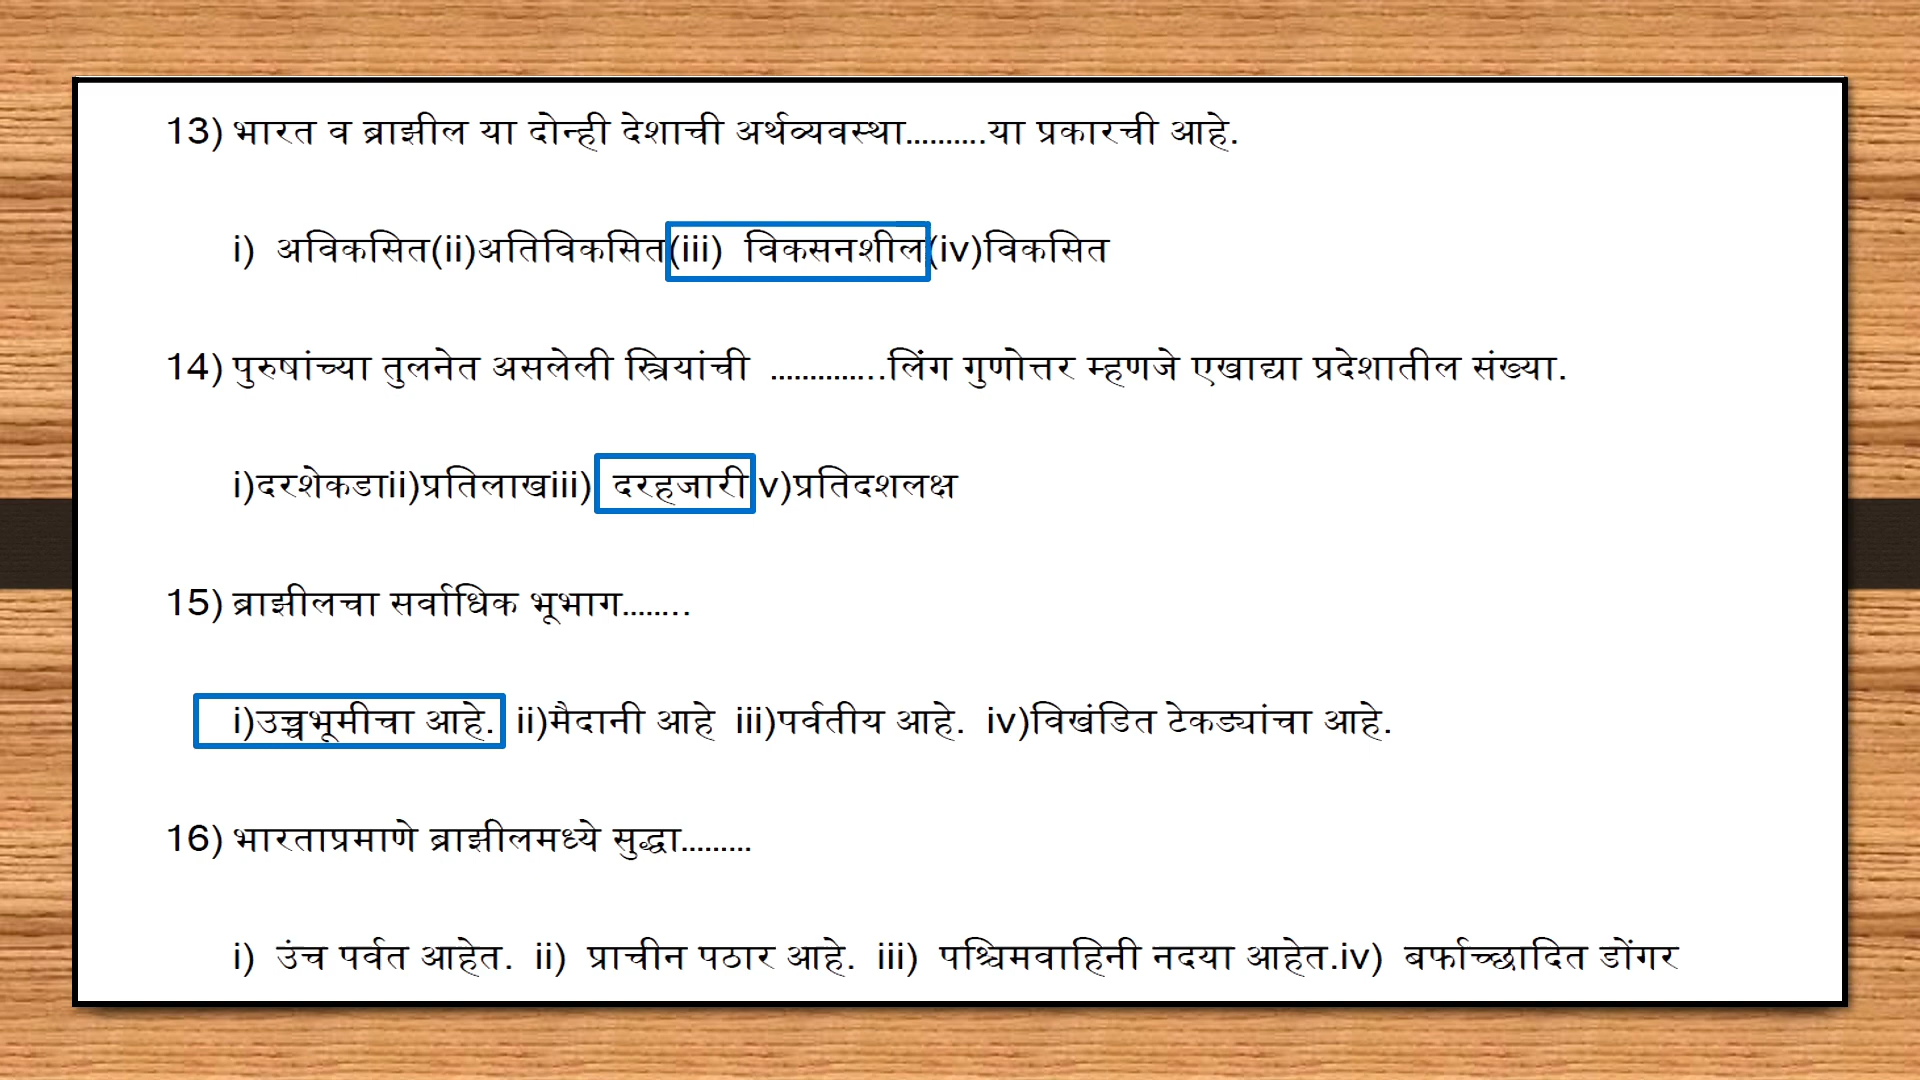 13) भारत व ब्राझील या दोन्ही देशाची अर्थव्यवस्था..........या प्रकारची आहे.
i) अविकसित(ii)अतिविकसित(iii) विकसनशील(iv)विकसित
14) पुरुषांच्या तुलनेत असलेली स्त्रियांची ..............लिंग गुणोत्तर म्हणजे एखाद्या प्रदेशातील संख्या.
i)दरशेकडाii)प्रतिलाखiii) दरहजारी v)प्रतिदशलक्ष
15) ब्राझीलचा सर्वाधिक भूभाग........
i)उच्चभूमीचा आहे. ii)मैदानी आहे iii)पर्वतीय आहे. iv)विखंडित टेकड्यांचा आहे.
16) भारताप्रमाणे ब्राझीलमध्ये सुद्धा.........
i) उंच पर्वत आहेत. ii) प्राचीन पठार आहे. iii) पश्चिमवाहिनी नदया आहेत.iv) बर्फाच्छादित डोंगर